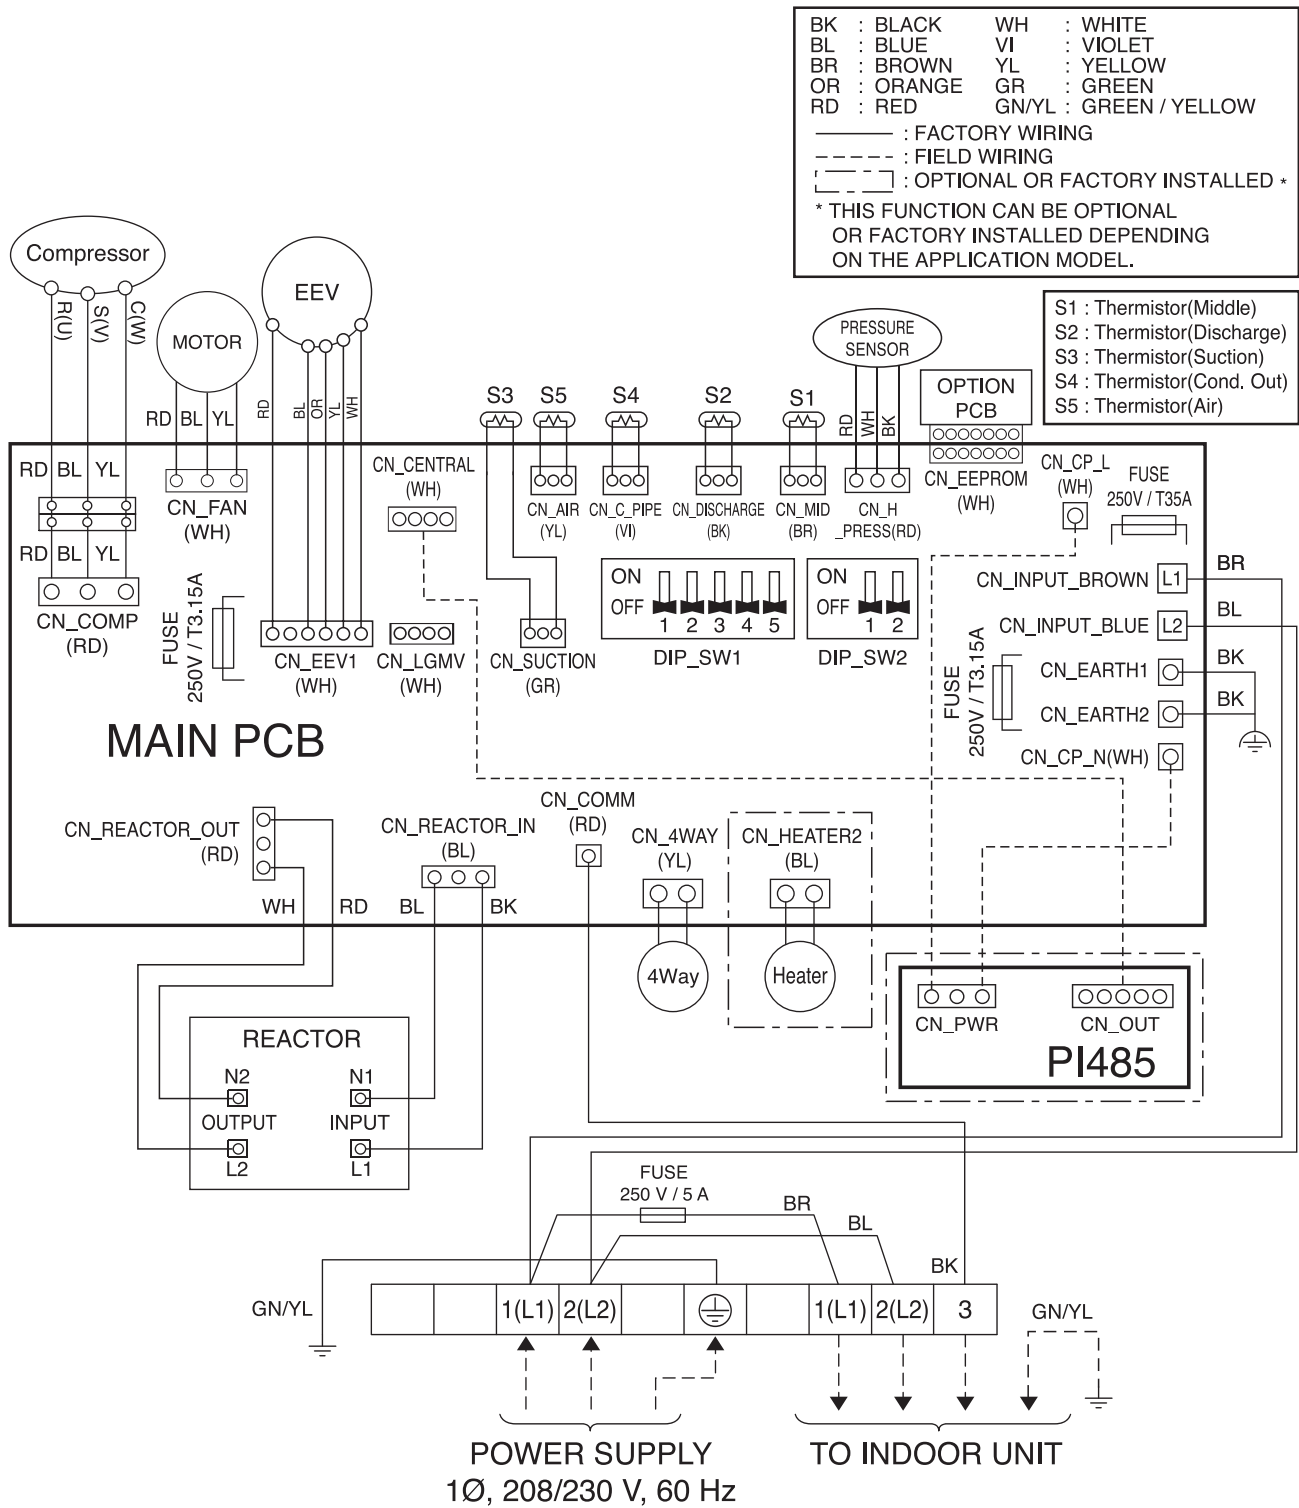 BK : BLACK WH : WHITE
BL : BLUE VI : VIOLET
BR : BROWN YL : YELLOW
OR : ORANGE GR : GREEN
RD : RED GN/YL : GREEN / YELLOW
: FACTORY WIRING
: FIELD WIRING
: OPTIONAL OR FACTORY INSTALLED *
* THIS FUNCTION CAN BE OPTIONAL
OR FACTORY INSTALLED DEPENDING
ON THE APPLICATION MODEL.
S1 : Thermistor(Middle)
S2 : Thermistor(Discharge)
S3 : Thermistor(Suction)
S4 : Thermistor(Cond. Out)
S5 : Thermistor(Air)
Compressor
R(U)
S(V)
C(W)
MOTOR
EEV
PRESSURE
SENSOR
OPTION
PCB
RD BL YL
RD
BL
OR
YL
WH
S3 S5 S4 S2 S1
RD
WH
BK
RD BL YL
CN_FAN
(WH)
CN_CENTRAL
(WH)
CN_AIR
(YL)
CN_C_PIPE
(VI)
CN_DISCHARGE
(BK)
CN_MID
(BR)
CN_H
_PRESS(RD)
CN_EEPROM
(WH)
CN_CP_L
(WH)
FUSE
250V / T35A
RD BL YL
CN_COMP
(RD)
FUSE
250V / T3.15A
CN_EEV1
(WH)
CN_LGMV
(WH)
CN_SUCTION
(GR)
ON
OFF
1 2 3 4 5
DIP_SW1
ON
OFF
1 2
DIP_SW2
CN_INPUT_BROWN L1 BR
CN_INPUT_BLUE L2 BL
FUSE
250V / T3.15A
CN_EARTH1 BK
CN_EARTH2 BK
CN_CP_N(WH)
MAIN PCB
CN_REACTOR_OUT
(RD)
CN_REACTOR_IN
(BL)
CN_COMM
(RD)
CN_4WAY
(YL)
CN_HEATER2
(BL)
WH RD BL BK
4Way
Heater
CN_PWR
CN_OUT
PI485
REACTOR
N2 N1
OUTPUT INPUT
L2 L1
FUSE
250 V / 5 A
BR
BL
BK
GN/YL
1(L1) 2(L2) 1(L1) 2(L2) 3
GN/YL
POWER SUPPLY
1Ø, 208/230 V, 60 Hz
TO INDOOR UNIT